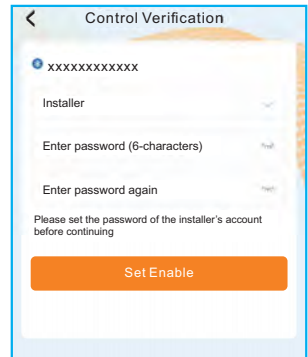 Control Verification
xxxxxxxxxxxx
Installer
Enter password (6-characters)
Enter password again
Please set the password of the installer's account
before continuing
Set Enable